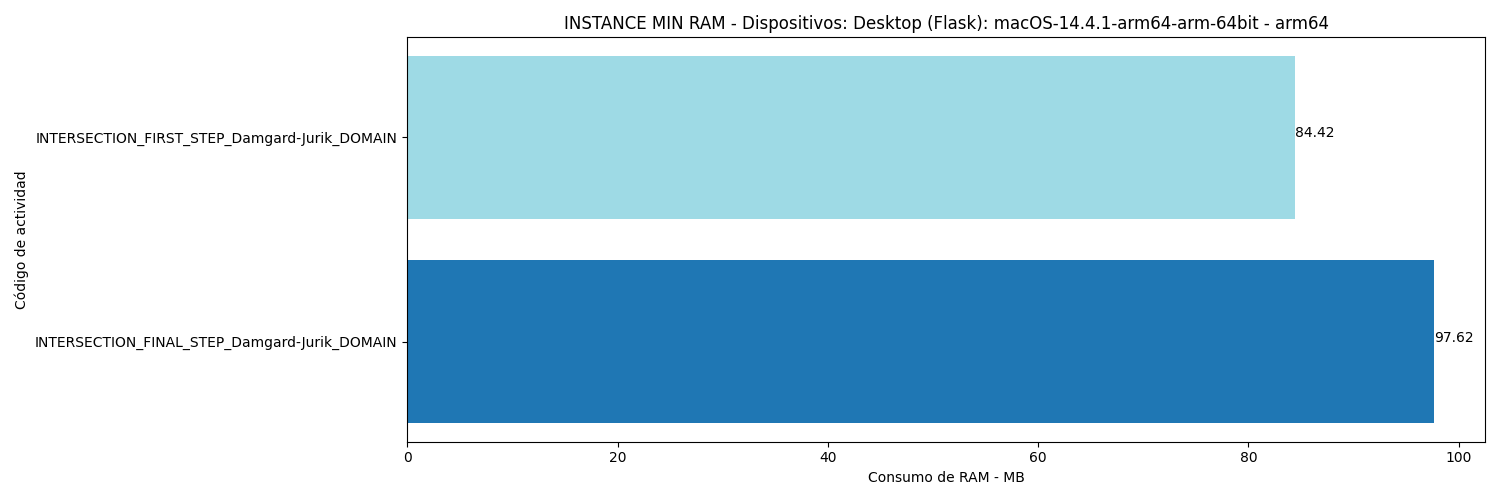 INSTANCE MIN RAM - Dispositivos: Desktop (Flask): macOS-14.4.1-arm64-arm-64bit - arm64
Código de actividad
INTERSECTION_FIRST_STEP_Damgard-Jurik_DOMAIN
84.42
INTERSECTION_FINAL_STEP_Damgard-Jurik_DOMAIN
97.62
0 20 40 60 80 100
Consumo de RAM - MB